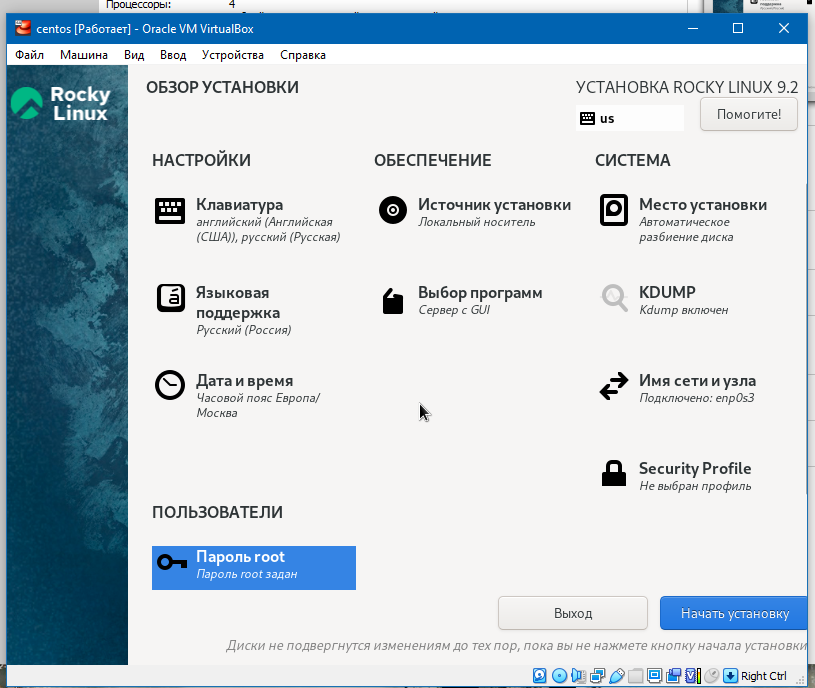 Процессоры: 4
centos [Работает] - Oracle VM VirtualBox
Файл Машина Вид Ввод Устройства Справка
Rocky
Linux
ОБЗОР УСТАНОВКИ
УСТАНОВКА ROCKY LINUX 9.2
us
Помогите!
НАСТРОЙКИ
Клавиатура
английский (Английская
(США)), русский (Русская)
Языковая
поддержка
Русский (Россия)
Дата и время
Часовой пояс Европа/
Москва
ОБЕСПЕЧЕНИЕ
Источник установки
Локальный носитель
Выбор программ
Сервер с GUI
СИСТЕМА
Место установки
Автоматическое
разбиение диска
KDUMP
Kdump включен
Имя сети и узла
Подключено: enp0s3
Security Profile
Не выбран профиль
ПОЛЬЗОВАТЕЛИ
Пароль root
Пароль root задан
Выход
Начать установку
Диски не подвергнутся изменениям до тех пор, пока вы не нажмете кнопку начала установки
Right Ctrl